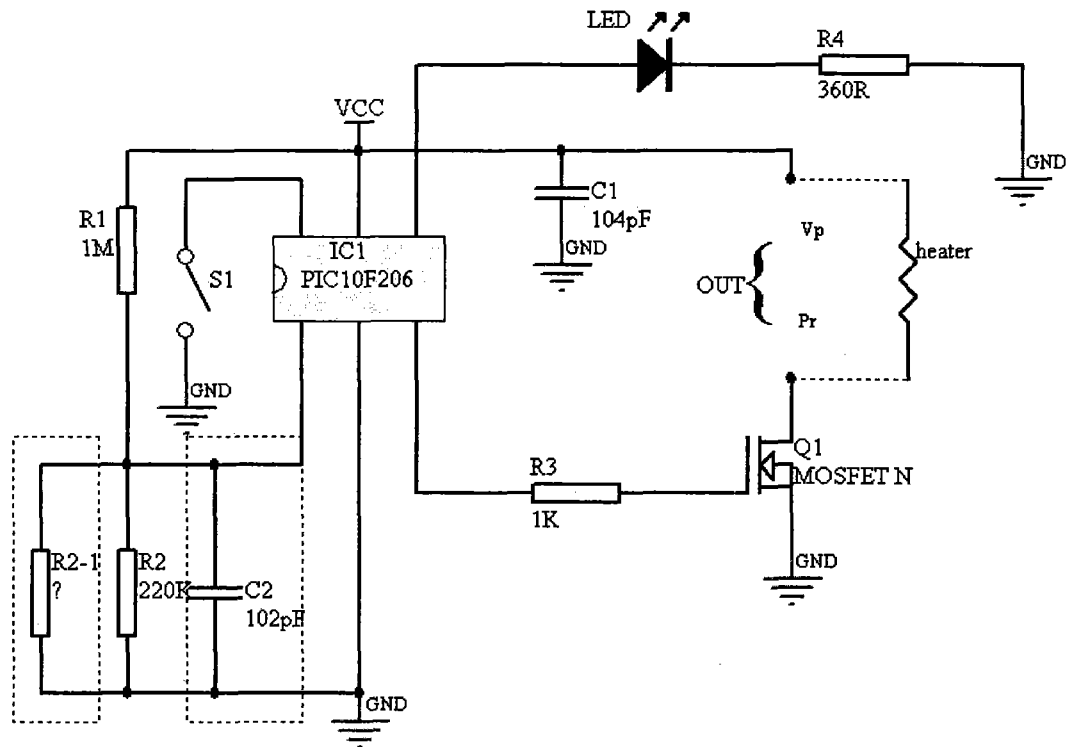 LED
R4
360R
VCC
GND
R1
1M
C1
104pF
GND
S1
IC1
PIC10F206
Vp
heater
OUT {
Pr
GND
Q1
MOSFET N
R3
1K
R2-1
?
R2
220K
C2
102pF
GND
GND